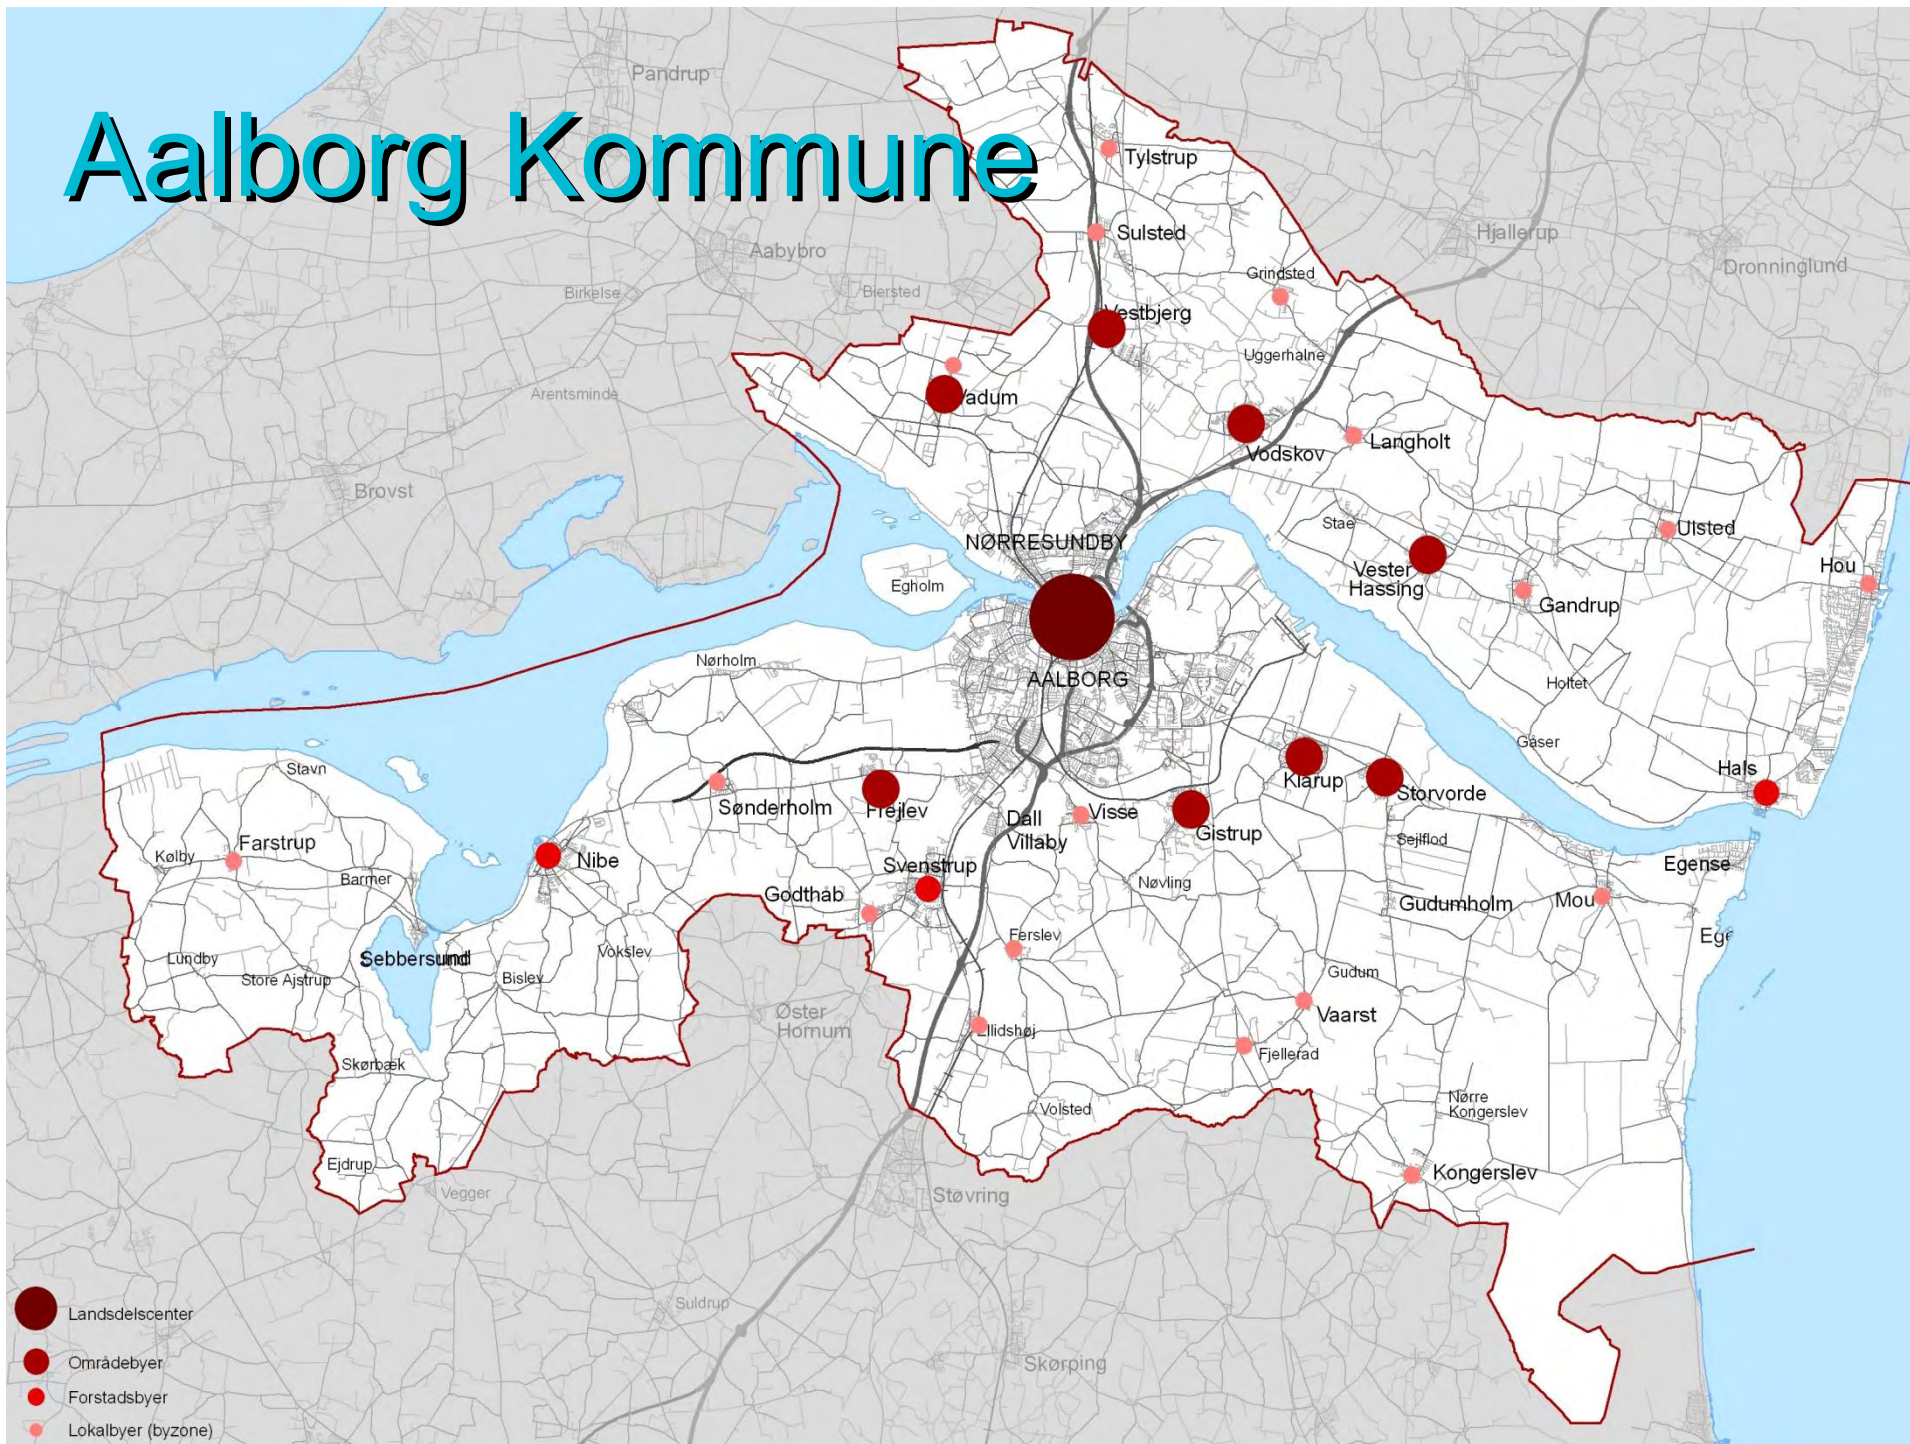 Aalborg Kommune
Pandrup
Tylstrup
Sulsted
Hjallerup
Aabybro
Dronninglund
Grindsted
Birkelse
Biersted
Vestbjerg
Uggerhalne
Arentsminde
Vadum
Langholt
Vodskov
Brovst
Stae
Ulsted
NØRRESUNDBY
Hou
Vester
Hassing
Egholm
Gandrup
Nørholm
AALBORG
Holtet
Gåser
Stavn
Hals
Klarup
Storvorde
Sønderholm
Frejlev
Dall
Villaby
Visse
Gistrup
Sejlflod
Farstrup
Kølby
Nibe
Svenstrup
Egense
Barmer
Nøvling
Godthåb
Gudumholm
Mou
Ferslev
Ege
Vokslev
Lundby
Sebbersund
Gudum
Store Ajstrup
Bislev
Øster
Hornum
Vaarst
Ellidshøj
Fjellerad
Skørbæk
Nørre
Kongerslev
Volsted
Ejdrup
Kongerslev
Vegger
Støvring
Suldrup
Skørping
Landsdelscenter
Områdebyer
Forstadsbyer
Lokalbyer (byzone)